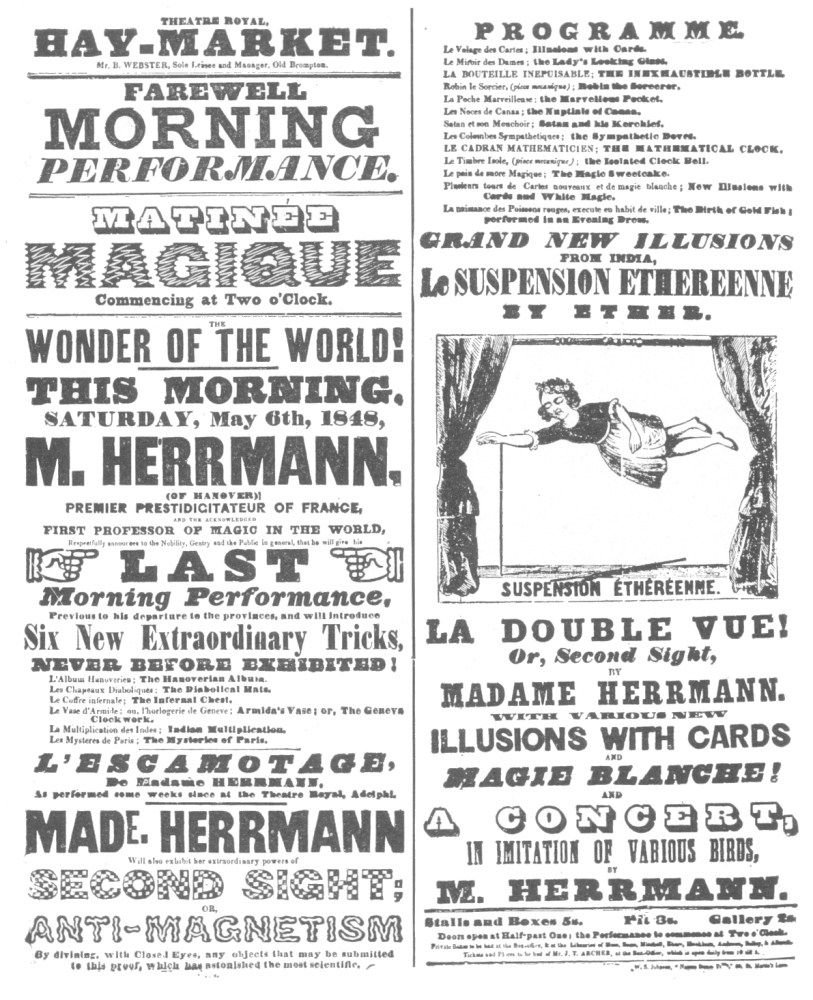 THEATRE ROYAL,
HAY-MARKET.
Mr. B. WEBSTER, Sole Lessee and Manager, Old Brompton.
FAREWELL
MORNING
PERFORMANCE.
MATINÉE
MAGIQUE
Commencing at Two o'Clock.
THE
WONDER OF THE WORLD!
THIS MORNING,
SATURDAY, May 6th, 1848,
M. HERRMANN,
(OF HANOVER)
PREMIER PRESTIDIGITATEUR OF FRANCE,
AND THE ACKNOWLEDGED
FIRST PROFESSOR OF MAGIC IN THE WORLD,
Respectfully announces to the Nobility, Gentry and the Public in general, that he will give his
LAST
Morning Performance,
Previous to his departure to the provinces, and will introduce
Six New Extraordinary Tricks,
NEVER BEFORE EXHIBITED!
L'Album Hanoverien; The Hanoverian Album.
Les Chapeaux Diaboliques; The Diabolical Hats.
Le Coffre infernale; The Infernal Chest.
Le Vase d'Armide; ou, l'horlogerie de Geneve; Armida's Vase; or, The Geneva
Clockwork.
La Multiplication des Indes; Indian Multiplication.
Les Mysteres de Paris; The Mysteries of Paris.
L'ESCAMOTAGE,
De Madame HERRMANN,
As performed some weeks since at the Theatre Royal, Adelphi.
MADE. HERRMANN
Will also exhibit her extraordinary powers of
SECOND SIGHT;
OR,
ANTI-MAGNETISM
By divining, with Closed Eyes, any objects that may be submitted
to this proof, which has astonished the most scientific.
PROGRAMME.
Le Volage des Cartes; Illusions with Cards.
Le Miroir des Dames; the Lady's Looking Glass.
LA BOUTEILLE INEPUISABLE; THE INEXHAUSTIBLE BOTTLE.
Robin le Sorcier, (piece mecanique); Robin the Sorcerer.
La Poche Marveilleuse; the Marvellous Pocket.
Les Noces de Canaa; the Nuptials of Canaa.
Satan et son Mouchoir; Satan and his Kerchief.
Les Colombes Sympathetiques; the Sympathetic Doves.
LE CADRAN MATHEMATICIEN; THE MATHEMATICAL CLOCK.
Le Timbre Isole, (piece mecanique); the Isolated Clock Bell.
Le pain de sucre Magique; The Magic Sweetcake.
Plusieurs tours de Cartes nouveaux et de magie blanche; New Illusions with
Cards and White Magic.
La naissance des Poissons rouges, execute en habit de ville; The Birth of Gold Fish;
performed in an Evening Dress.
GRAND NEW ILLUSIONS
FROM INDIA,
Le SUSPENSION ETHEREENNE
BY ETHER.
SUSPENSION ÉTHÉRÉENNE.
LA DOUBLE VUE!
Or, Second Sight,
BY
MADAME HERRMANN.
WITH VARIOUS NEW
ILLUSIONS WITH CARDS
AND
MAGIE BLANCHE!
AND
A CONCERT,
IN IMITATION OF VARIOUS BIRDS,
BY
M. HERRMANN.
Stalls and Boxes 5s. Pit 3s. Gallery 2s.
Doors open at Half-past One; the Performance to commence at Two o'Clock.
Private Boxes to be had at the Box-office, & at the Libraries of Messrs.
Tickets and Places to be had of Mr. J. T. ARCHER, at the Box-Office, which is open daily from 10 till